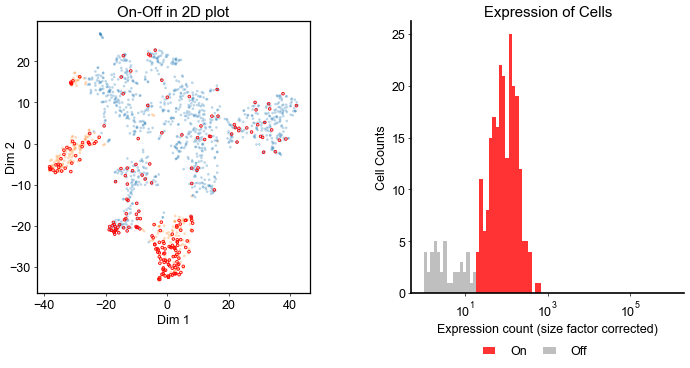 On-Off in 2D plot
Dim 2
20
10
0
−10
−20
−30
−40
−20
0
20
40
Dim 1
Expression of Cells
Cell Counts
25
20
15
10
5
0
10^1
10^3
10^5
Expression count (size factor corrected)
On
Off